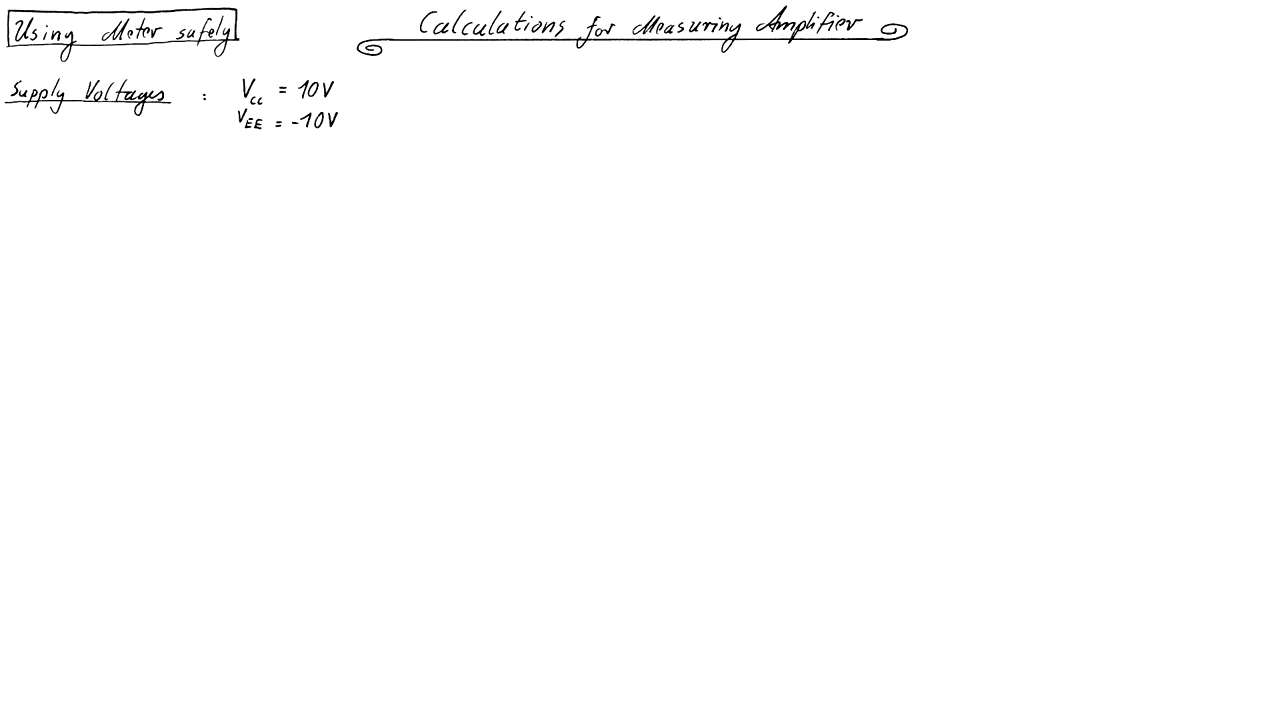 Using Meter safely
Calculations for Measuring Amplifier
Supply Voltages : Vcc = 10V
VEE = -10V